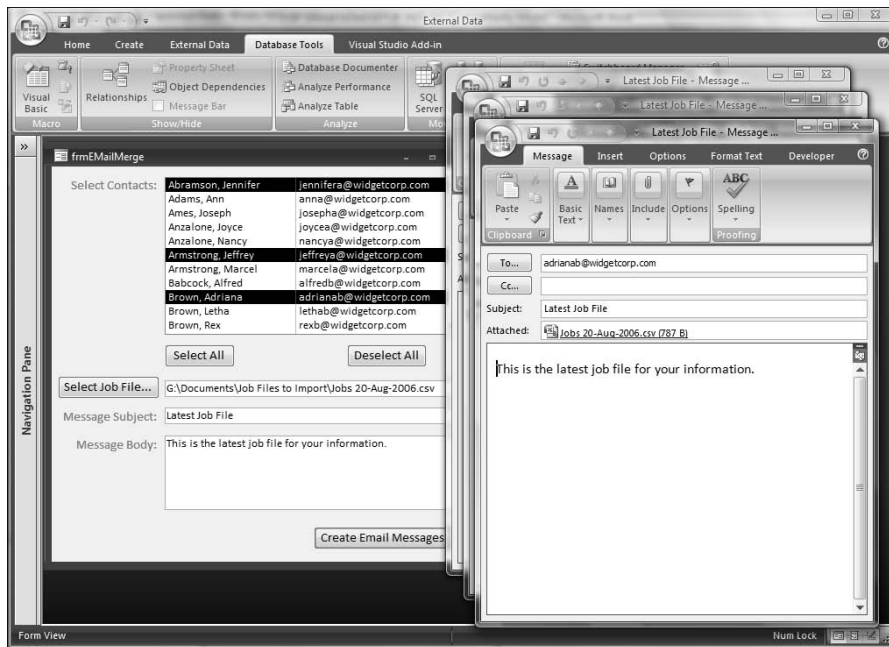 External Data
Home Create External Data Database Tools Visual Studio Add-in
Visual Basic
Macro
Relationships
Property Sheet
Object Dependencies
Message Bar
Show/Hide
Database Documenter
Analyze Performance
Analyze Table
Analyze
SQL Server
Mo
Latest Job File - Message ...
Latest Job File - Message ...
Latest Job File - Message ...
Message Insert Options Format Text Developer
Paste
Clipboard
Basic Text
Names
Include
Options
ABC
Spelling
Proofing
To... adrianab@widgetcorp.com
Cc...
Subject: Latest Job File
Attached: Jobs 20-Aug-2006.csv (787 B)
This is the latest job file for your information.
Navigation Pane
frmEMailMerge
Select Contacts:
Abramson, Jennifer jennifera@widgetcorp.com
Adams, Ann anna@widgetcorp.com
Ames, Joseph josepha@widgetcorp.com
Anzalone, Joyce joycea@widgetcorp.com
Anzalone, Nancy nancya@widgetcorp.com
Armstrong, Jeffrey jeffreya@widgetcorp.com
Armstrong, Marcel marcela@widgetcorp.com
Babcock, Alfred alfredb@widgetcorp.com
Brown, Adriana adrianab@widgetcorp.com
Brown, Letha lethab@widgetcorp.com
Brown, Rex rexb@widgetcorp.com
Select All Deselect All
Select Job File... G:\Documents\Job Files to Import\Jobs 20-Aug-2006.csv
Message Subject: Latest Job File
Message Body: This is the latest job file for your information.
Create Email Messages
Form View Num Lock